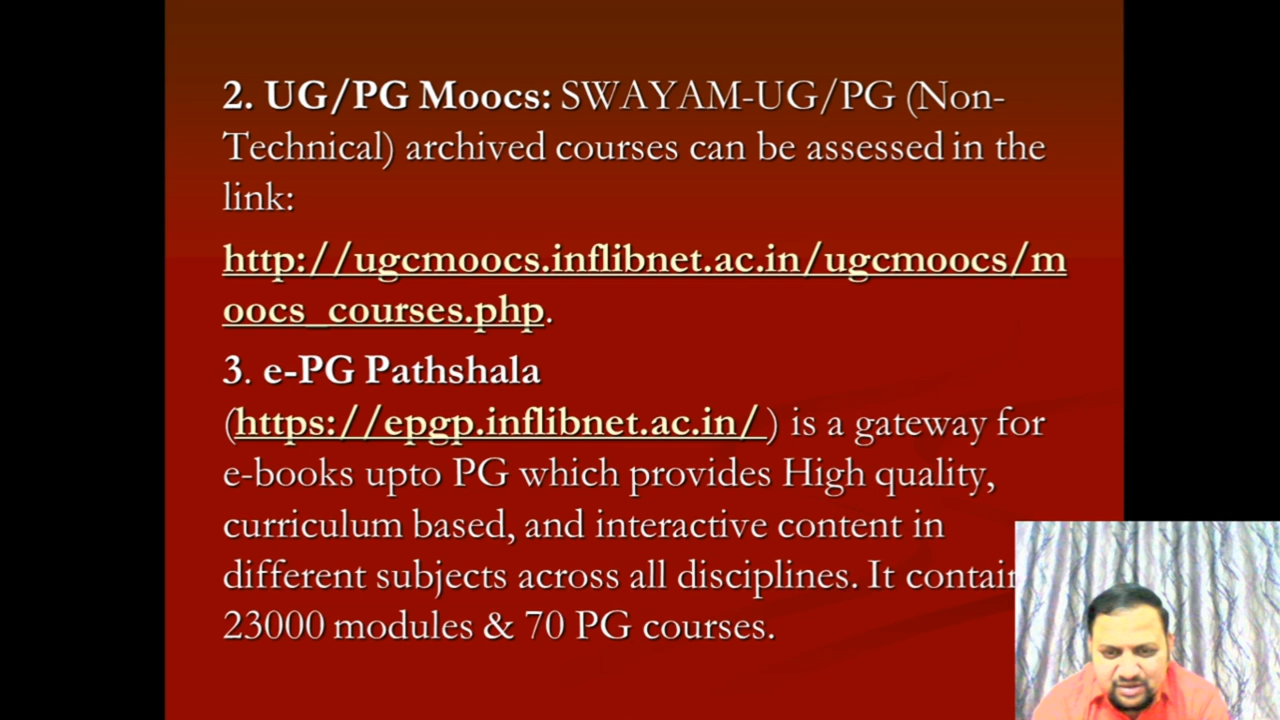 2. UG/PG Moocs: SWAYAM-UG/PG (Non-
Technical) archived courses can be assessed in the
link:
http://ugcmoocs.inflibnet.ac.in/ugcmoocs/m
oocs_courses.php.
3. e-PG Pathshala
(https://epgp.inflibnet.ac.in/ ) is a gateway for
e-books upto PG which provides High quality,
curriculum based, and interactive content in
different subjects across all disciplines. It contain
23000 modules & 70 PG courses.